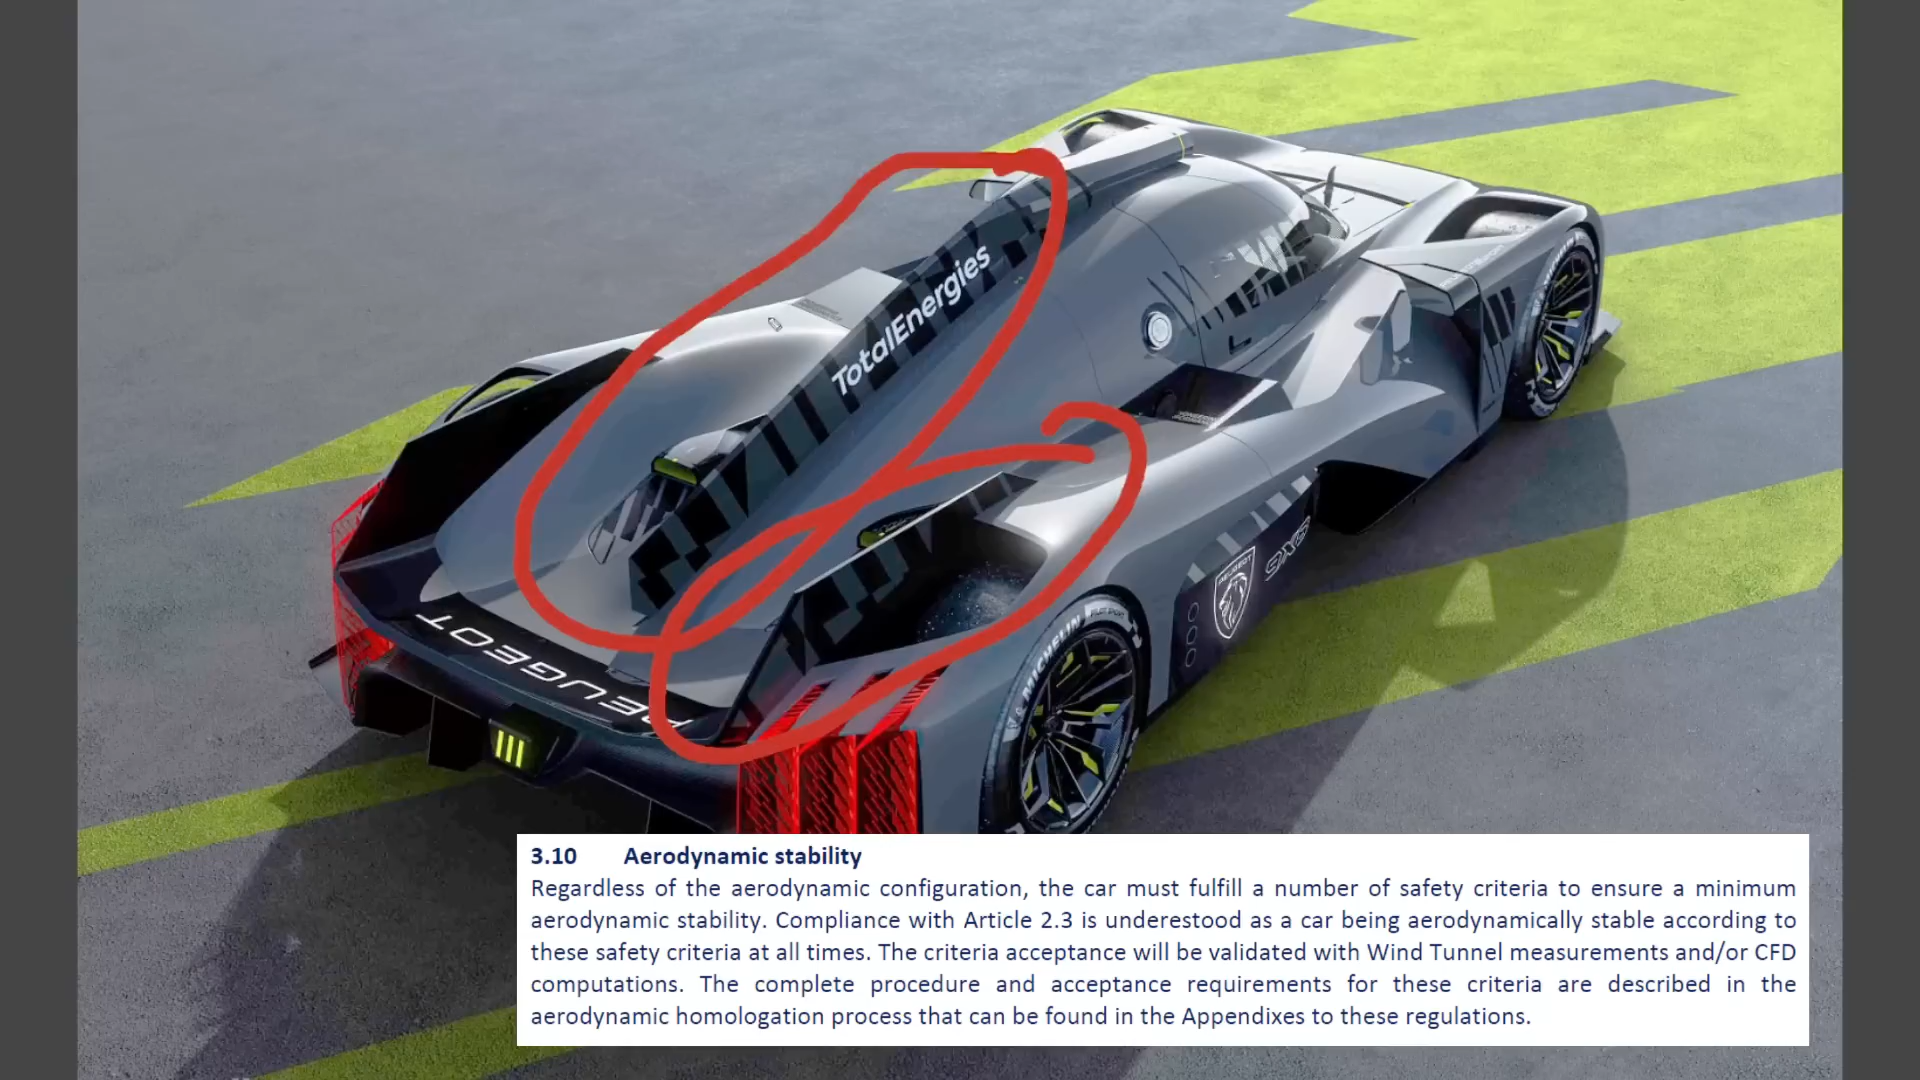 TotalEnergies
PEUGEOT
PEUGEOT
9X8
MICHELIN
3.10 Aerodynamic stability
Regardless of the aerodynamic configuration, the car must fulfill a number of safety criteria to ensure a minimum
aerodynamic stability. Compliance with Article 2.3 is underestood as a car being aerodynamically stable according to
these safety criteria at all times. The criteria acceptance will be validated with Wind Tunnel measurements and/or CFD
computations. The complete procedure and acceptance requirements for these criteria are described in the
aerodynamic homologation process that can be found in the Appendixes to these regulations.